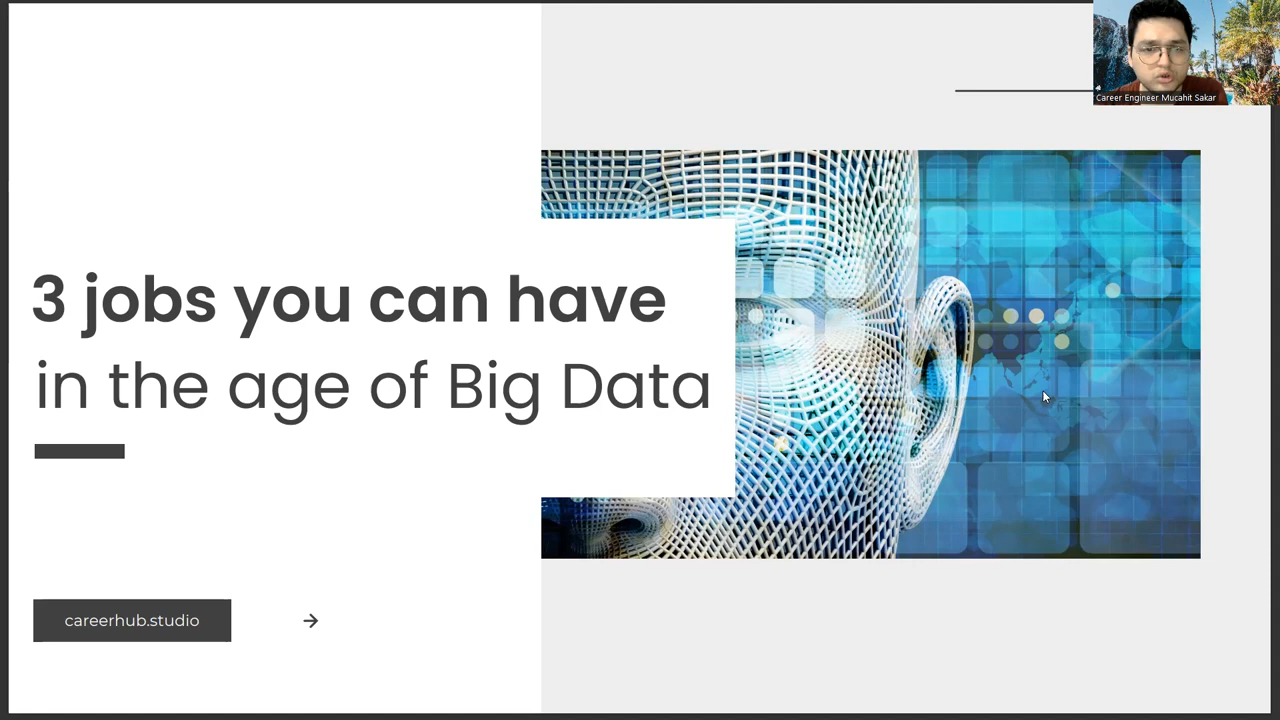 Career Engineer Mucahit Sakar
3 jobs you can have
in the age of Big Data
careerhub.studio